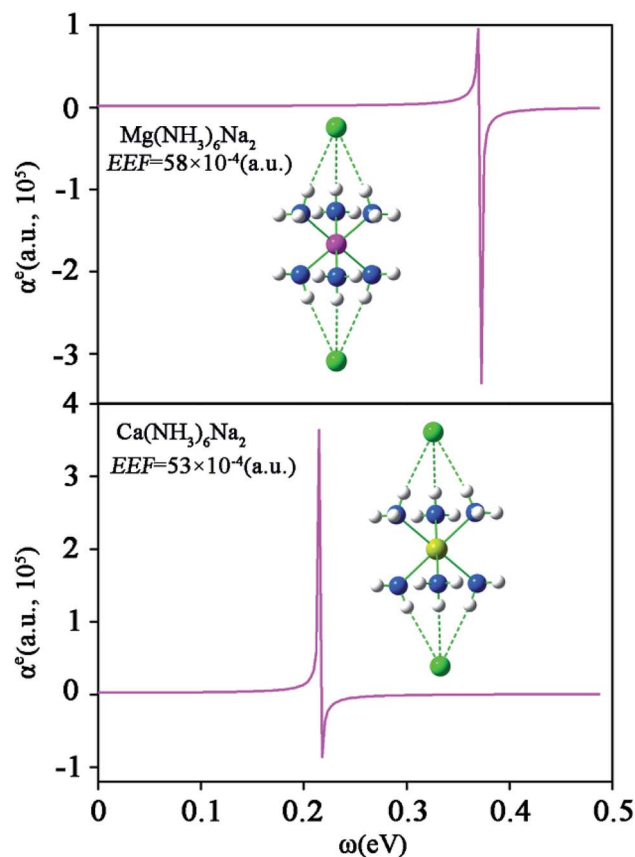 1
0
-1
-2
-3
αᵉ(a.u., 10⁵)
Mg(NH₃)₆Na₂
EEF=58×10⁻⁴(a.u.)
4
3
2
1
0
-1
αᵉ(a.u., 10⁵)
Ca(NH₃)₆Na₂
EEF=53×10⁻⁴(a.u.)
0
0.1
0.2
0.3
0.4
0.5
ω(eV)